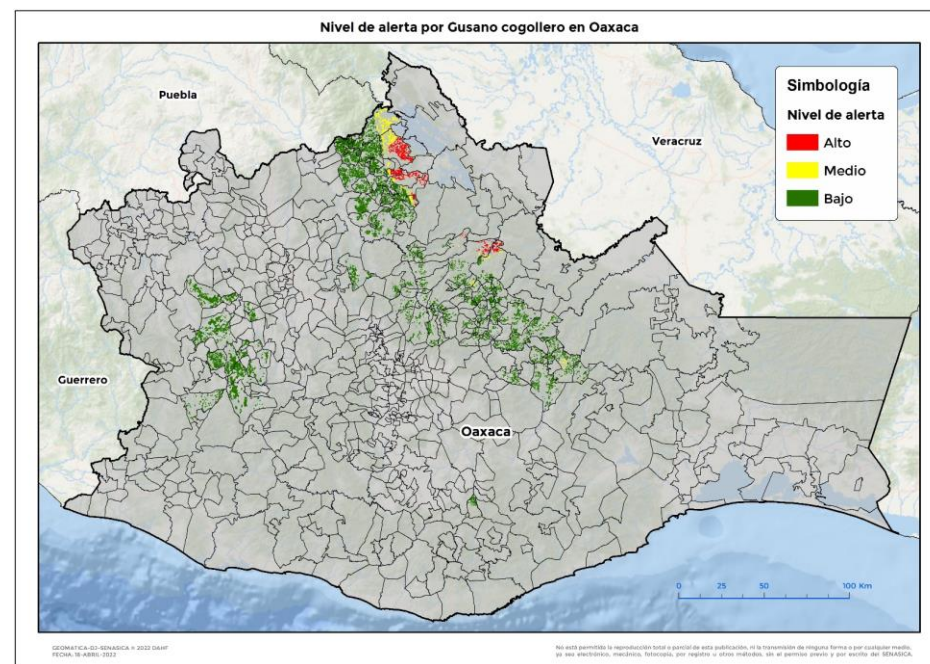 Nivel de alerta por Gusano cogollero en Oaxaca
Puebla
Veracruz
Simbología
Nivel de alerta
Alto
Medio
Bajo
Guerrero
Oaxaca
0 25 50 100 Km
GEOMÁTICA-DJ-SENASICA © 2022 OAHF
FECHA: 18-ABRIL-2022
No está permitida la reproducción total o parcial de esta publicación, ni la transmisión de ninguna forma o por cualquier medio,
ya sea electrónico, mecánico, fotocopia, por registro u otros métodos, sin el permiso previo y por escrito del SENASICA.